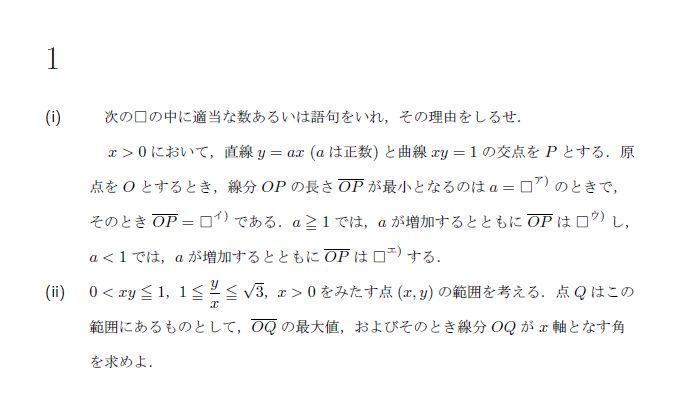 1
(i) 次の□の中に適当な数あるいは語句をいれ，その理由をしるせ．
x > 0 において，直線 y = ax (a は正数) と曲線 xy = 1 の交点を P とする．原
点を O とするとき，線分 OP の長さ \overline{OP} が最小となるのは a = □^{ア)} のときで，
そのとき \overline{OP} = □^{イ)} である．a ≧ 1 では，a が増加するとともに \overline{OP} は □^{ウ)} し，
a < 1 では，a が増加するとともに \overline{OP} は □^{エ)} する．
(ii) 0 < xy ≦ 1, 1 ≦ \frac{y}{x} ≦ √3, x > 0 をみたす点 (x, y) の範囲を考える．点 Q はこの
範囲にあるものとして，\overline{OQ} の最大値，およびそのとき線分 OQ が x 軸となす角
を求めよ．